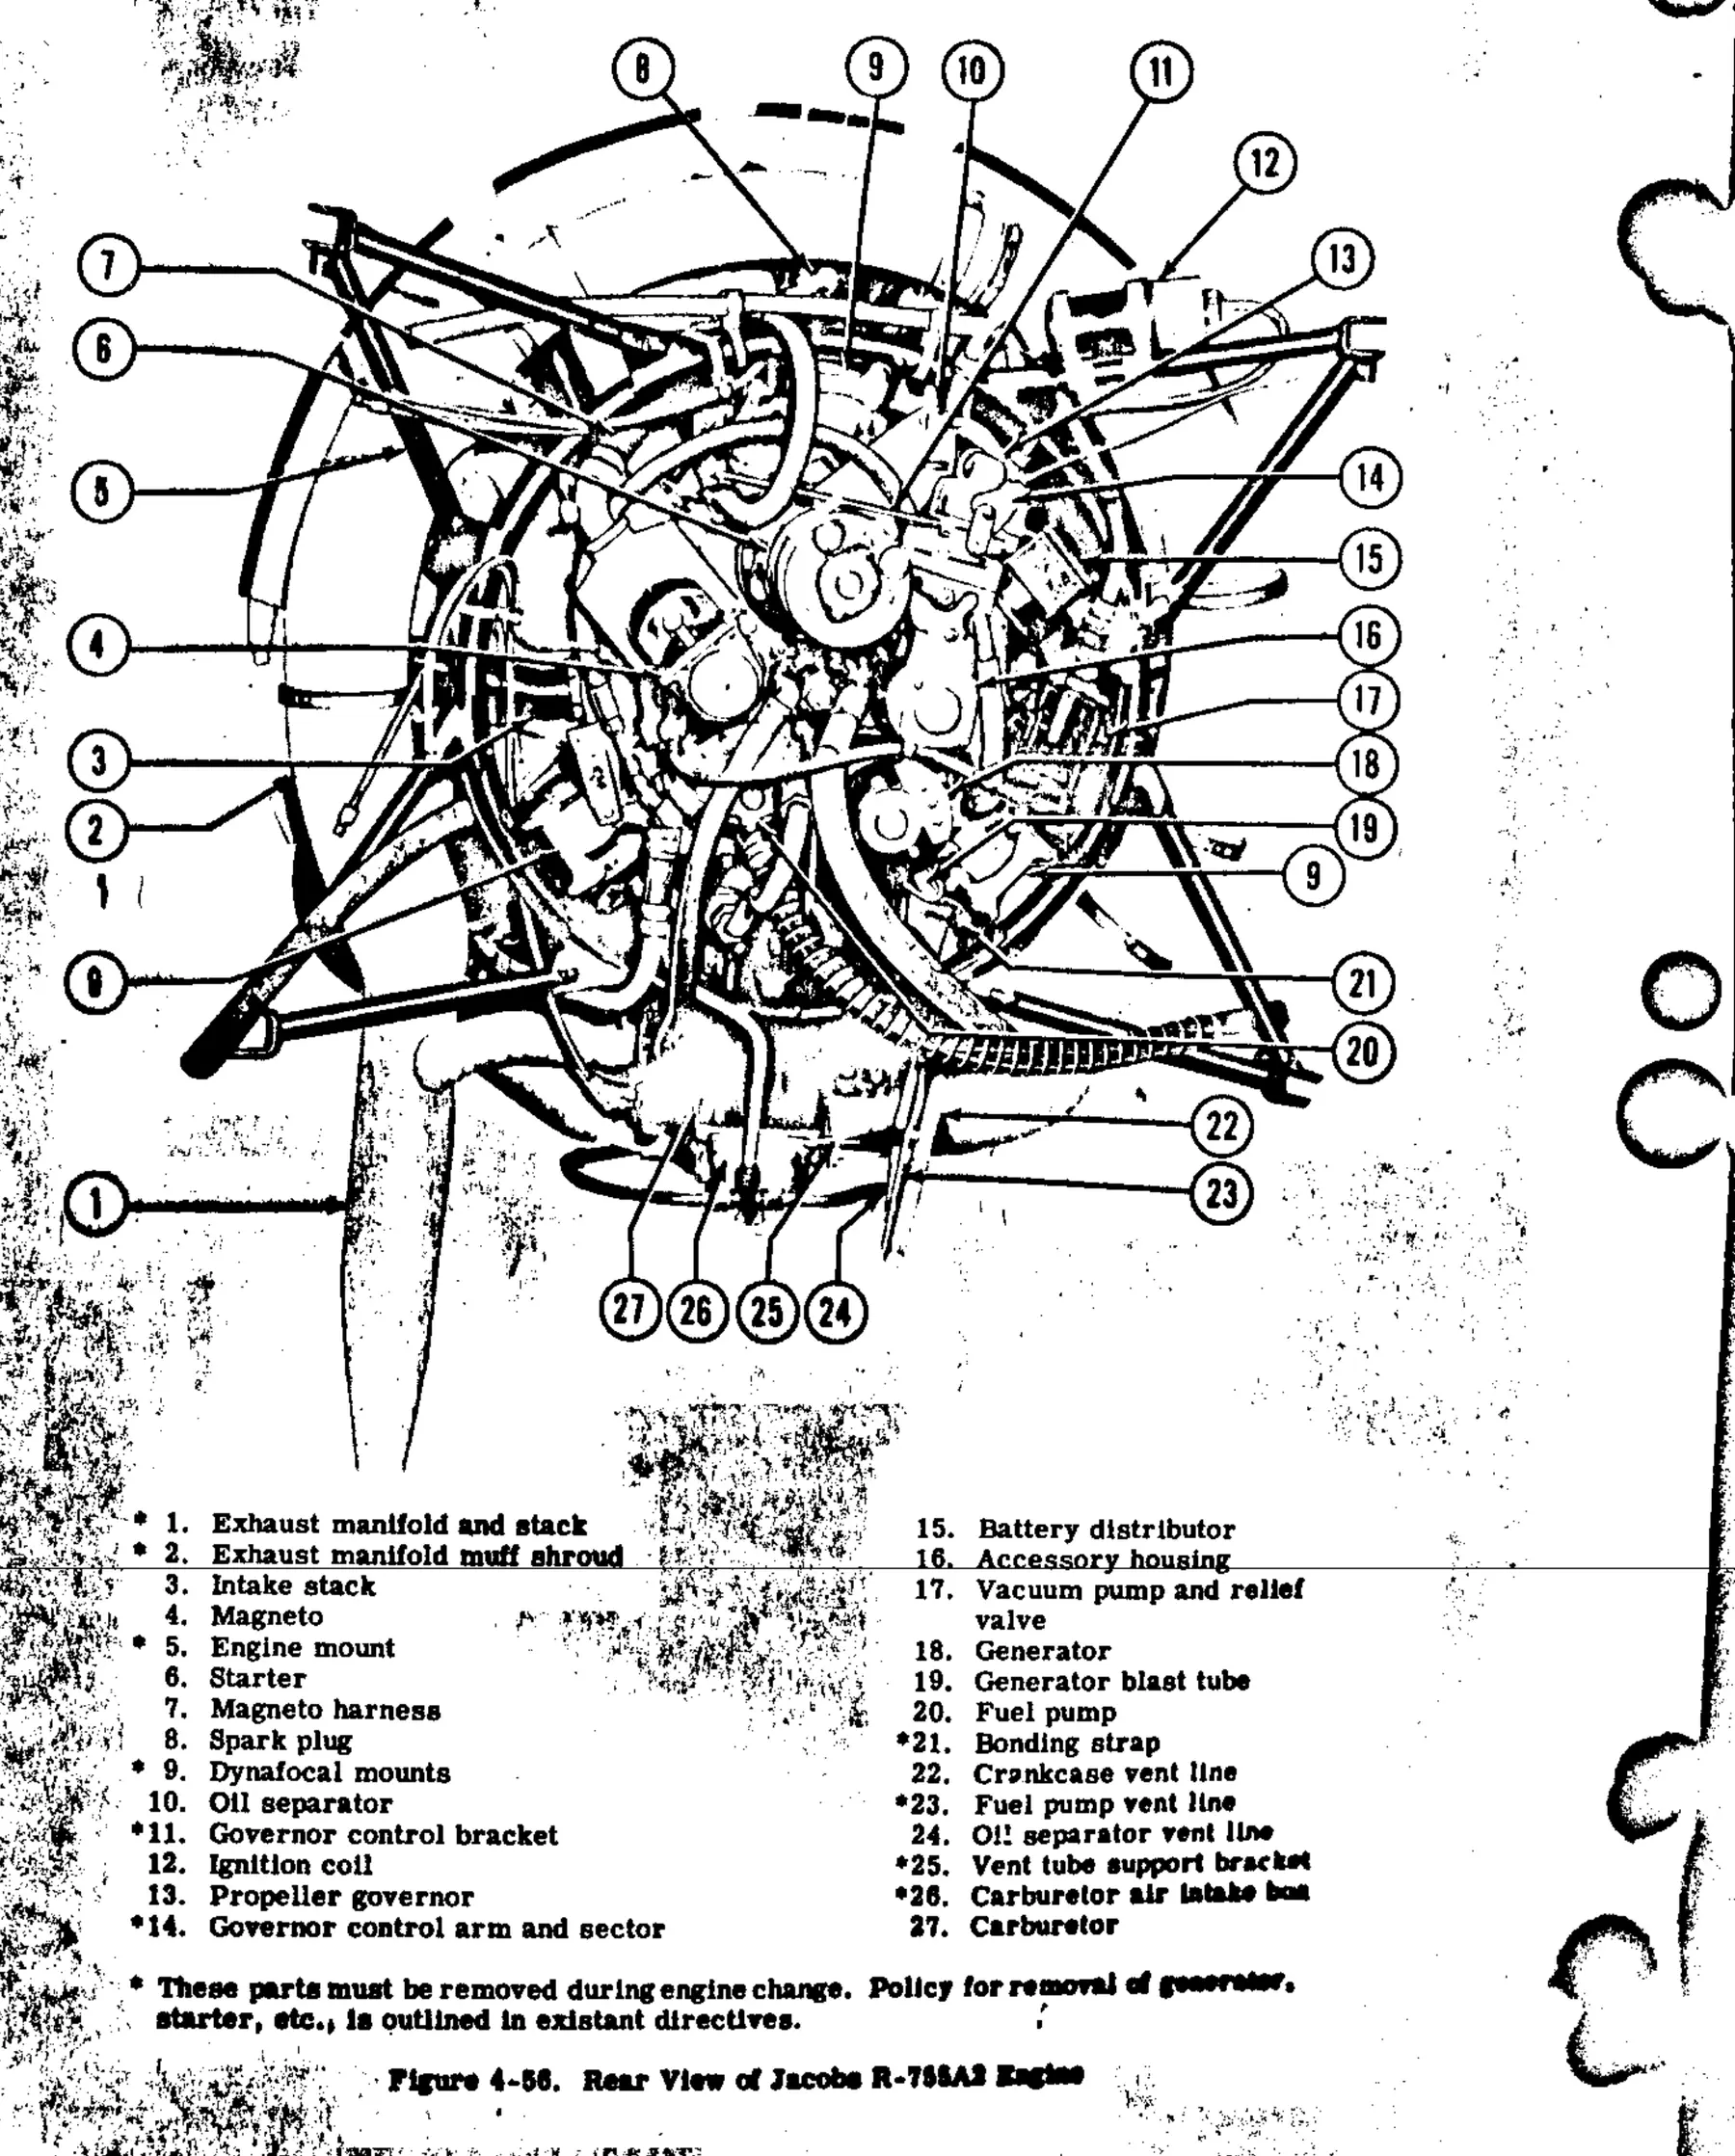 8 9 10 11
12
7 13
6
5 14
15
4 16
17
3 18
2 19
9
21
20
22
1 23
27 26 25 24
* 1. Exhaust manifold and stack
* 2. Exhaust manifold muff shroud
3. Intake stack
4. Magneto
* 5. Engine mount
6. Starter
7. Magneto harness
8. Spark plug
* 9. Dynafocal mounts
10. Oil separator
*11. Governor control bracket
12. Ignition coil
13. Propeller governor
*14. Governor control arm and sector
15. Battery distributor
16. Accessory housing
17. Vacuum pump and relief
valve
18. Generator
19. Generator blast tube
20. Fuel pump
*21. Bonding strap
22. Crankcase vent line
*23. Fuel pump vent line
24. Oil separator vent line
*25. Vent tube support bracket
*26. Carburetor air intake box
27. Carburetor
* These parts must be removed during engine change. Policy for removal of generator,
starter, etc., is outlined in existant directives.
Figure 4-56. Rear View of Jacobs R-755A2 Engine